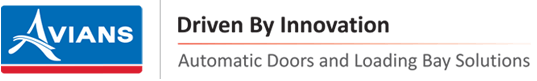 AVIANS
Driven By Innovation
Automatic Doors and Loading Bay Solutions